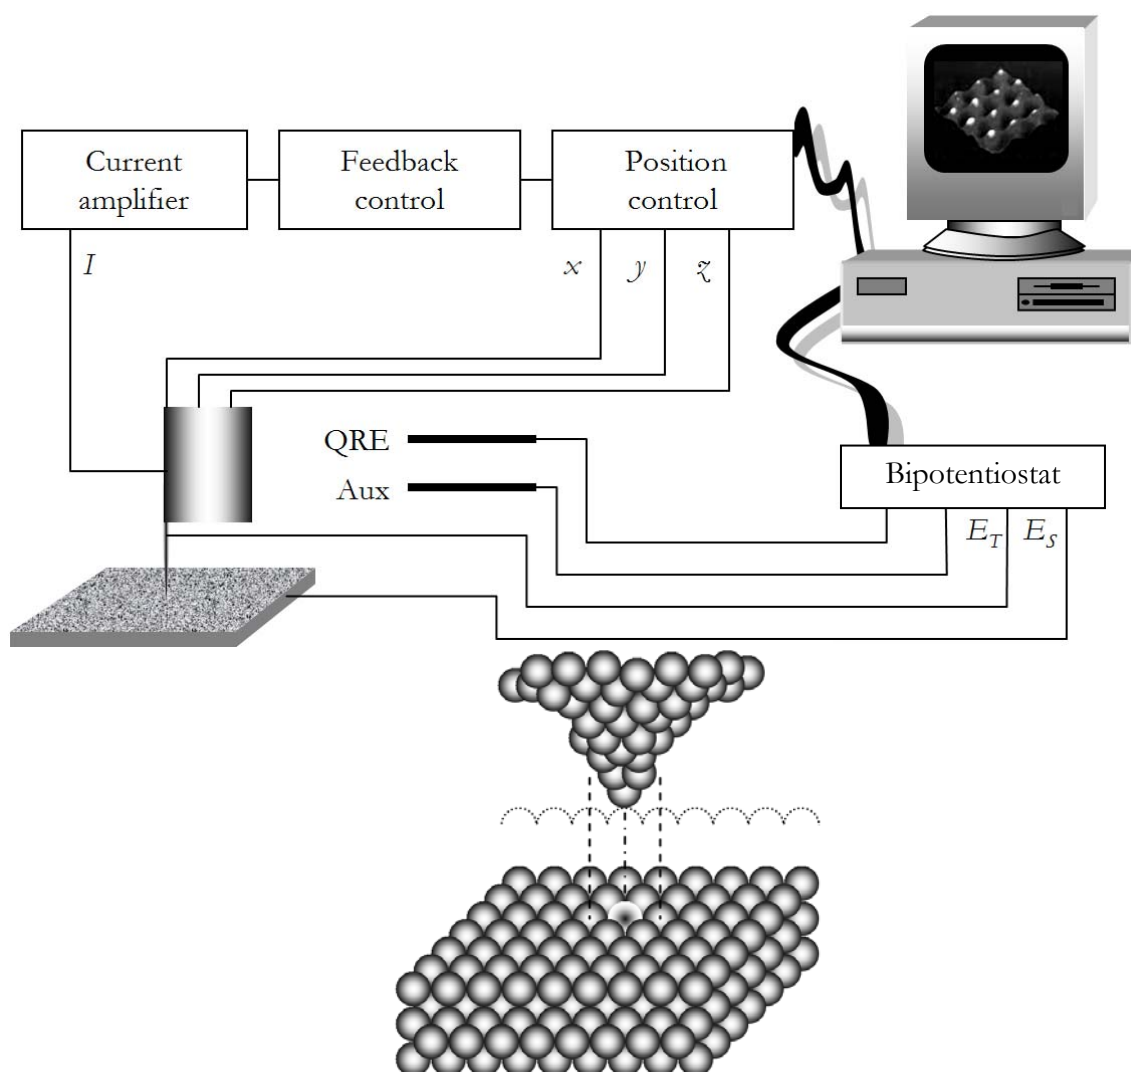 Current
amplifier
Feedback
control
Position
control
I
x
y
z
QRE
Aux
Bipotentiostat
E_T
E_S